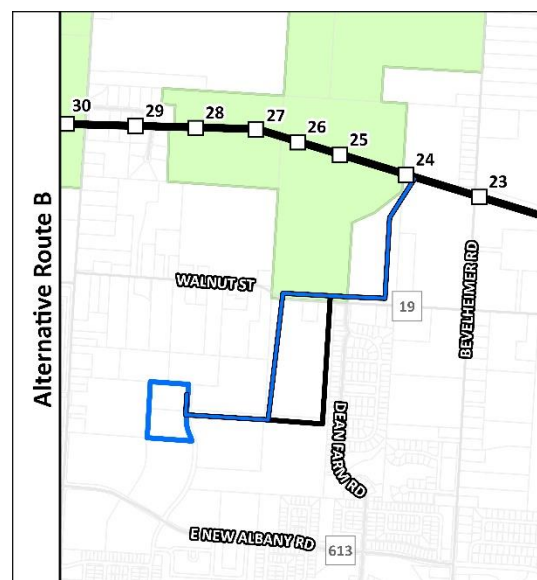 Alternative Route B
30
29
28
27
26
25
24
23
WALNUT ST
19
BEVELHEIMER RD
DEAN FARM RD
E NEW ALBANY RD
613